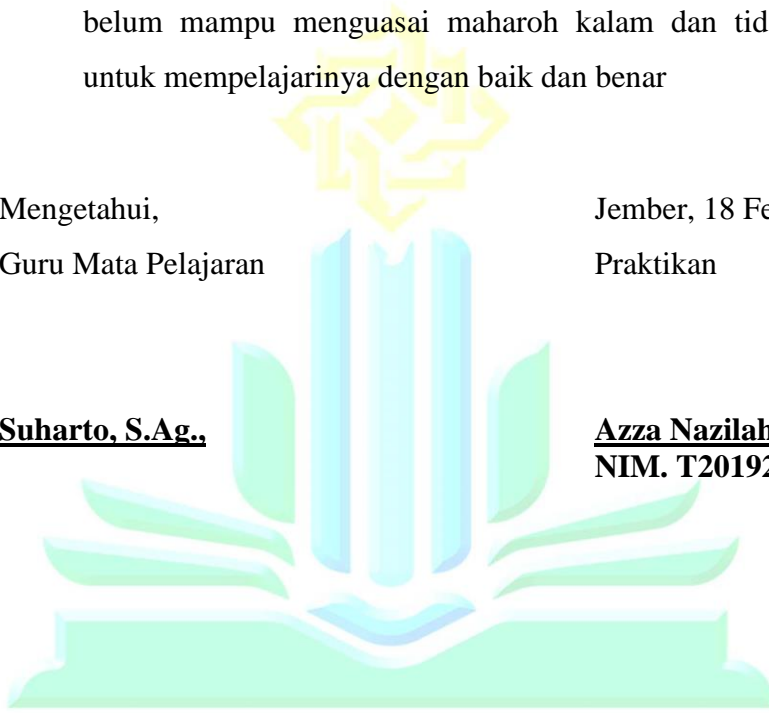 belum mampu menguasai maharoh kalam dan tid
untuk mempelajarinya dengan baik dan benar
Mengetahui,
Jember, 18 Fe
Guru Mata Pelajaran
Praktikan
Suharto, S.Ag.,
Azza Nazilah
NIM. T20192